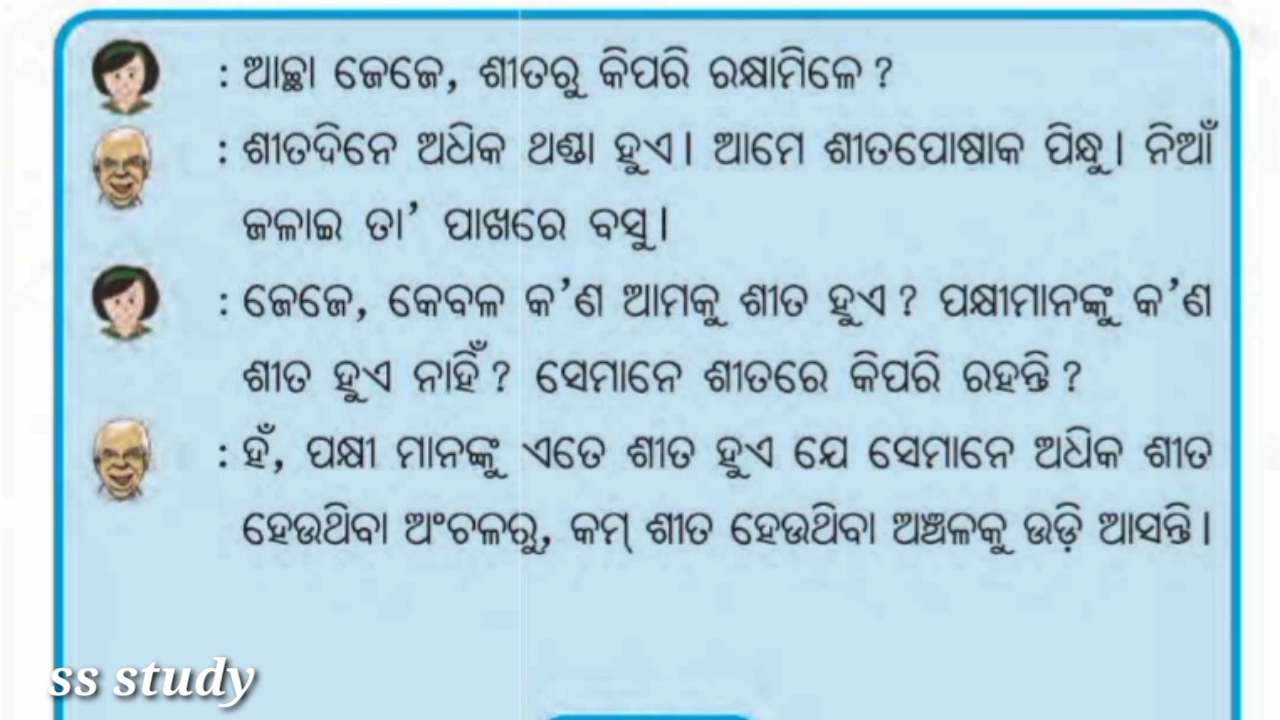 : ଆଚ୍ଛା ଜେଜେ, ଶୀତରୁ କିପରି ରକ୍ଷାମିଳେ ?
: ଶୀତଦିନେ ଅଧିକ ଥଣ୍ଡା ହୁଏ। ଆମେ ଶୀତପୋଷାକ ପିନ୍ଧୁ। ନିଆଁ
ଜଳାଇ ତା’ ପାଖରେ ବସୁ।
: ଜେଜେ, କେବଳ କ’ଣ ଆମକୁ ଶୀତ ହୁଏ ? ପକ୍ଷୀମାନଙ୍କୁ କ’ଣ
ଶୀତ ହୁଏ ନାହିଁ ? ସେମାନେ ଶୀତରେ କିପରି ରହନ୍ତି ?
: ହଁ, ପକ୍ଷୀ ମାନଙ୍କୁ ଏତେ ଶୀତ ହୁଏ ଯେ ସେମାନେ ଅଧିକ ଶୀତ
ହେଉଥିବା ଅଂଚଳରୁ, କମ୍ ଶୀତ ହେଉଥିବା ଅଞ୍ଚଳକୁ ଉଡ଼ି ଆସନ୍ତି।
ss study